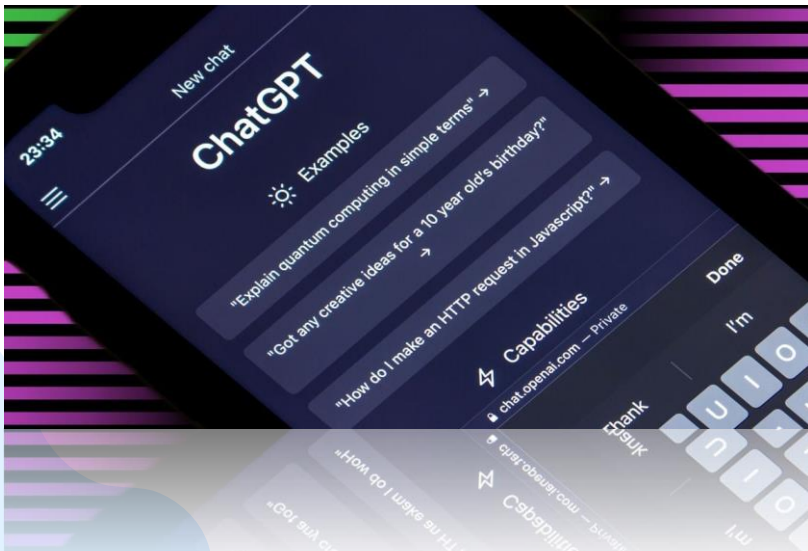 23:34
New chat
ChatGPT
Examples
"Explain quantum computing in simple terms" →
"Got any creative ideas for a 10 year old's birthday?"
→
"How do I make an HTTP request in Javascript?" →
Capabilities
chat.openai.com — Private
Done
I'm
U
I
O